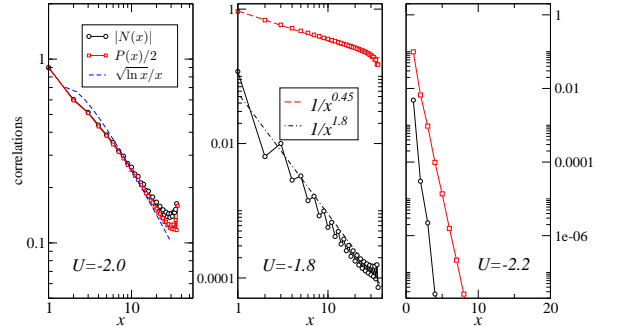 correlations
1
0.1
|N(x)|
P(x)/2
√ln x/x
U=-2.0
1
10
x
1
0.01
0.0001
1/x^0.45
1/x^1.8
U=-1.8
1
10
x
1
0.01
0.0001
1e-06
U=-2.2
0
10
20
x